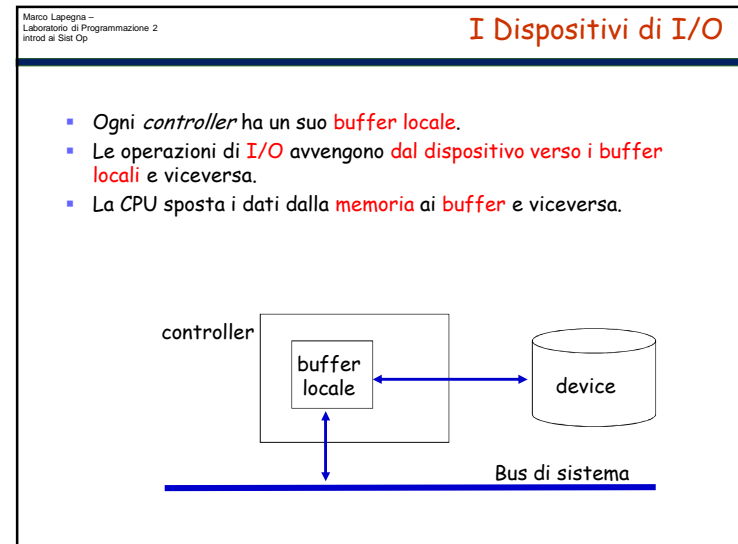 Marco Lapegna –
Laboratorio di Programmazione 2
introd ai Sist Op
I Dispositivi di I/O
Ogni controller ha un suo buffer locale.
Le operazioni di I/O avvengono dal dispositivo verso i buffer
locali e viceversa.
La CPU sposta i dati dalla memoria ai buffer e viceversa.
controller
buffer
locale
device
Bus di sistema